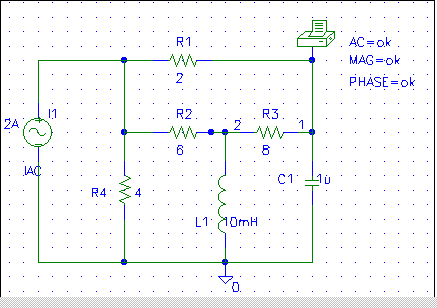 R1
2
AC=ok
MAG=ok
PHASE=ok
I1
2A
IAC
R2
6
2
R3
8
1
R4
4
L1
10mH
C1
1u
0